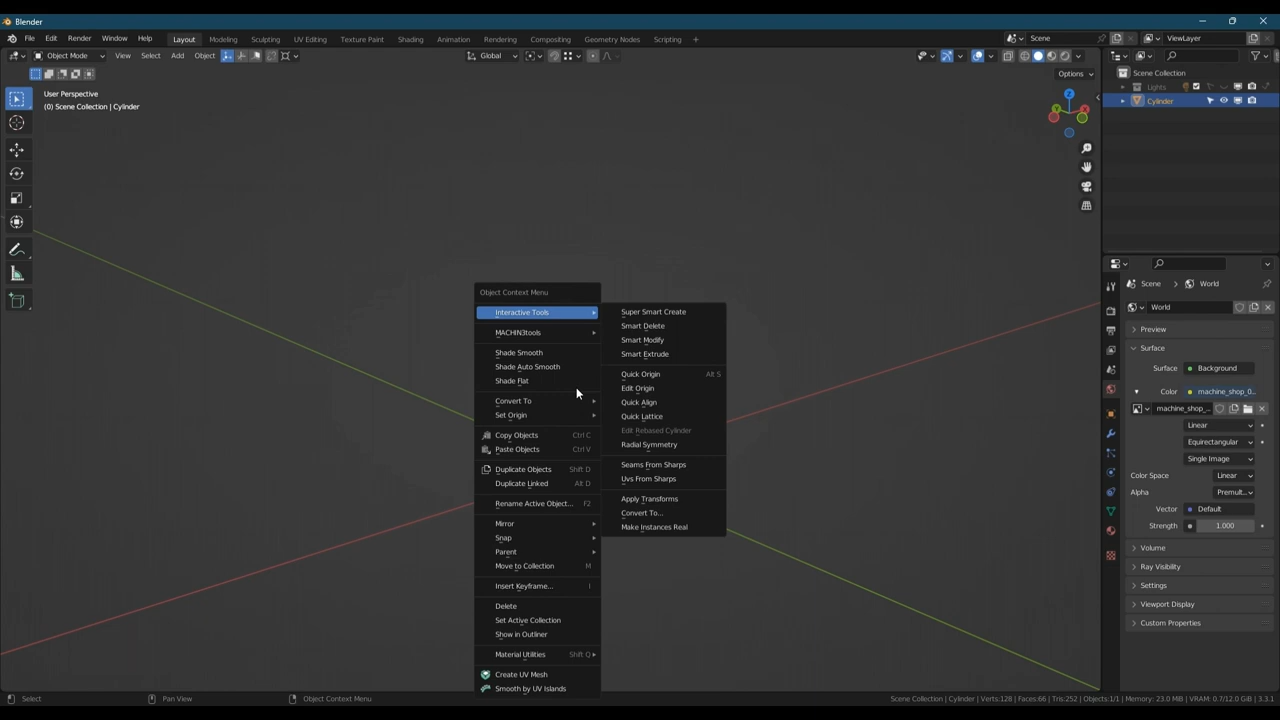 Blender
File Edit Render Window Help Layout Modeling Sculpting UV Editing Texture Paint Shading Animation Rendering Compositing Geometry Nodes Scripting + Scene ViewLayer
Object Mode View Select Add Object Global
Options
User Perspective
(0) Scene Collection | Cylinder
Z
Y
X
Scene Collection
Lights
Cylinder
Object Context Menu
Interactive Tools
MACHIN3tools
Shade Smooth
Shade Auto Smooth
Shade Flat
Convert To
Set Origin
Copy Objects Ctrl C
Paste Objects Ctrl V
Duplicate Objects Shift D
Duplicate Linked Alt D
Rename Active Object... F2
Mirror
Snap
Parent
Move to Collection M
Insert Keyframe... I
Delete
Set Active Collection
Show in Outliner
Material Utilities Shift Q
Create UV Mesh
Smooth by UV Islands
Super Smart Create
Smart Delete
Smart Modify
Smart Extrude
Quick Origin Alt S
Edit Origin
Quick Align
Quick Lattice
Edit Rebased Cylinder
Radial Symmetry
Seams From Sharps
Uvs From Sharps
Apply Transforms
Convert To...
Make Instances Real
Scene World
World
Preview
Surface
Surface Background
Color machine_shop_0...
machine_shop_...
Linear
Equirectangular
Single Image
Color Space Linear
Alpha Premult...
Vector Default
Strength 1.000
Volume
Ray Visibility
Settings
Viewport Display
Custom Properties
Select Pan View Object Context Menu Scene Collection | Cylinder | Verts:128 | Faces:66 | Tris:252 | Objects:1/1 | Memory: 23.0 MiB | VRAM: 0.7/12.0 GiB | 3.3.1